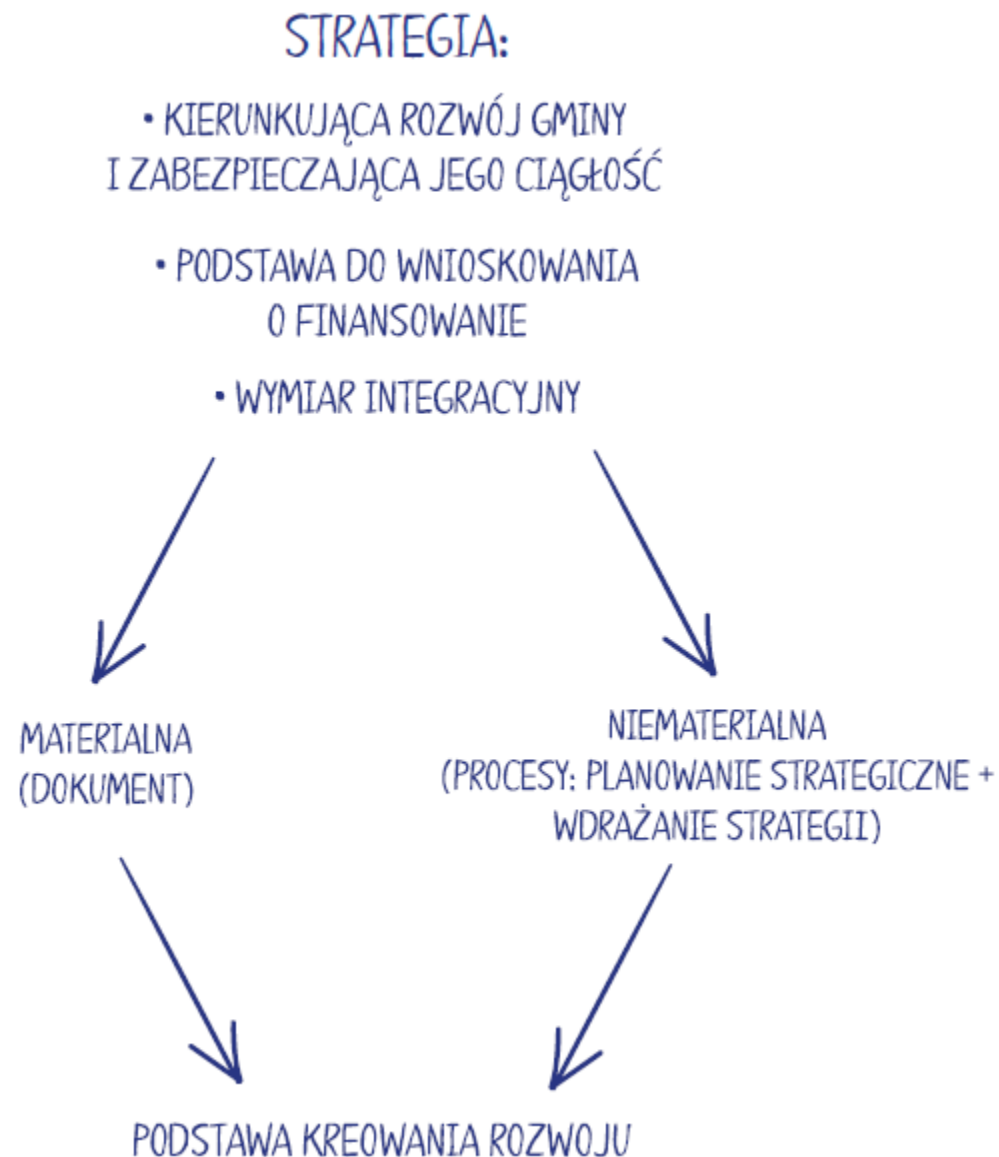 STRATEGIA:
• KIERUNKUJĄCA ROZWÓJ GMINY
I ZABEZPIECZAJĄCA JEGO CIĄGŁOŚĆ
• PODSTAWA DO WNIOSKOWANIA
O FINANSOWANIE
• WYMIAR INTEGRACYJNY
MATERIALNA
(DOKUMENT)
NIEMATERIALNA
(PROCESY: PLANOWANIE STRATEGICZNE +
WDRAŻANIE STRATEGII)
PODSTAWA KREOWANIA ROZWOJU